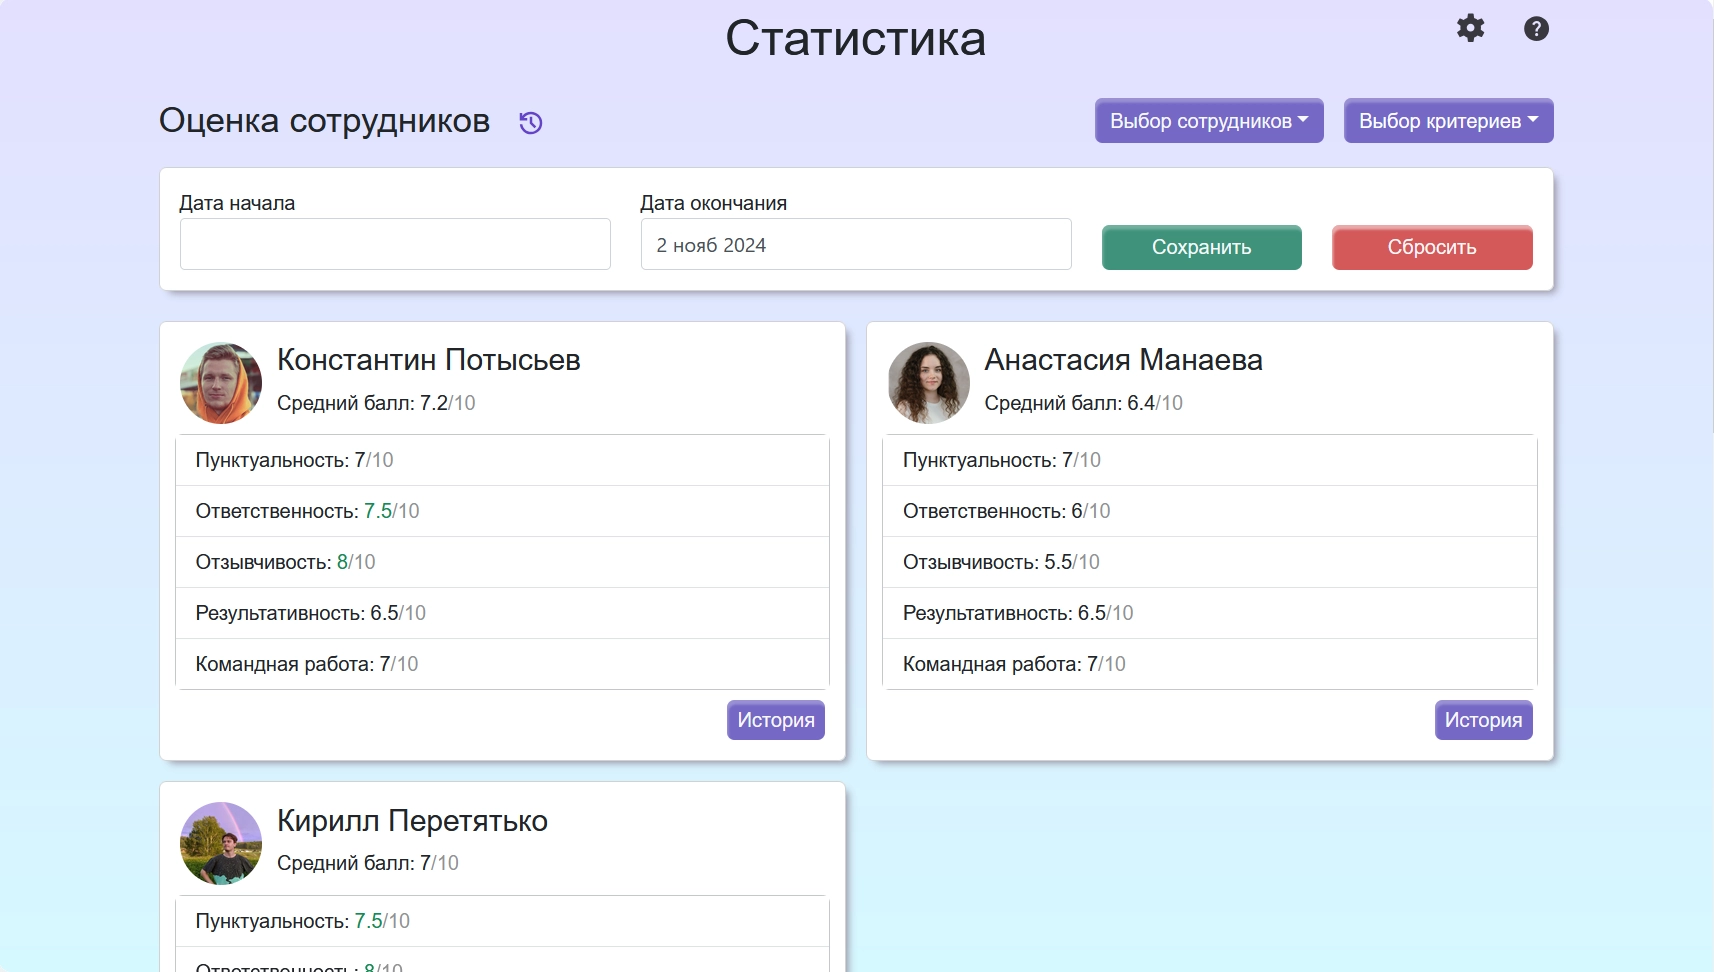 Статистика
Оценка сотрудников
Выбор сотрудников
Выбор критериев
Дата начала
Дата окончания
2 нояб 2024
Сохранить
Сбросить
Константин Потысьев
Средний балл: 7.2/10
Пунктуальность: 7/10
Ответственность: 7.5/10
Отзывчивость: 8/10
Результативность: 6.5/10
Командная работа: 7/10
История
Анастасия Манаева
Средний балл: 6.4/10
Пунктуальность: 7/10
Ответственность: 6/10
Отзывчивость: 5.5/10
Результативность: 6.5/10
Командная работа: 7/10
История
Кирилл Перетятько
Средний балл: 7/10
Пунктуальность: 7.5/10
Ответственность: 8/10